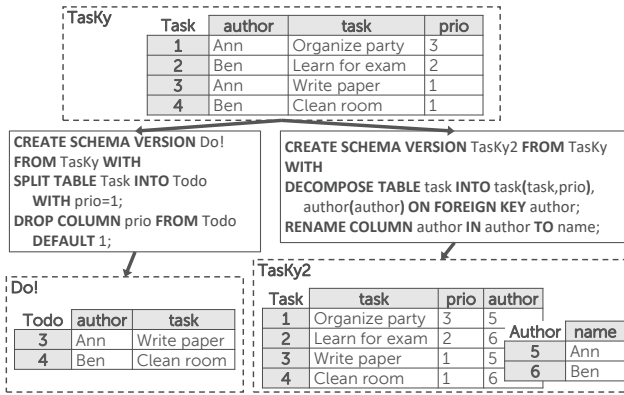 TasKy
Task author task prio
1 Ann Organize party 3
2 Ben Learn for exam 2
3 Ann Write paper 1
4 Ben Clean room 1
CREATE SCHEMA VERSION Do!
FROM TasKy WITH
SPLIT TABLE Task INTO Todo
WITH prio=1;
DROP COLUMN prio FROM Todo
DEFAULT 1;
CREATE SCHEMA VERSION TasKy2 FROM TasKy
WITH
DECOMPOSE TABLE task INTO task(task,prio),
author(author) ON FOREIGN KEY author;
RENAME COLUMN author IN author TO name;
Do!
Todo author task
3 Ann Write paper
4 Ben Clean room
TasKy2
Task task prio author
1 Organize party 3 5
2 Learn for exam 2 6
3 Write paper 1 5
4 Clean room 1 6
Author name
5 Ann
6 Ben